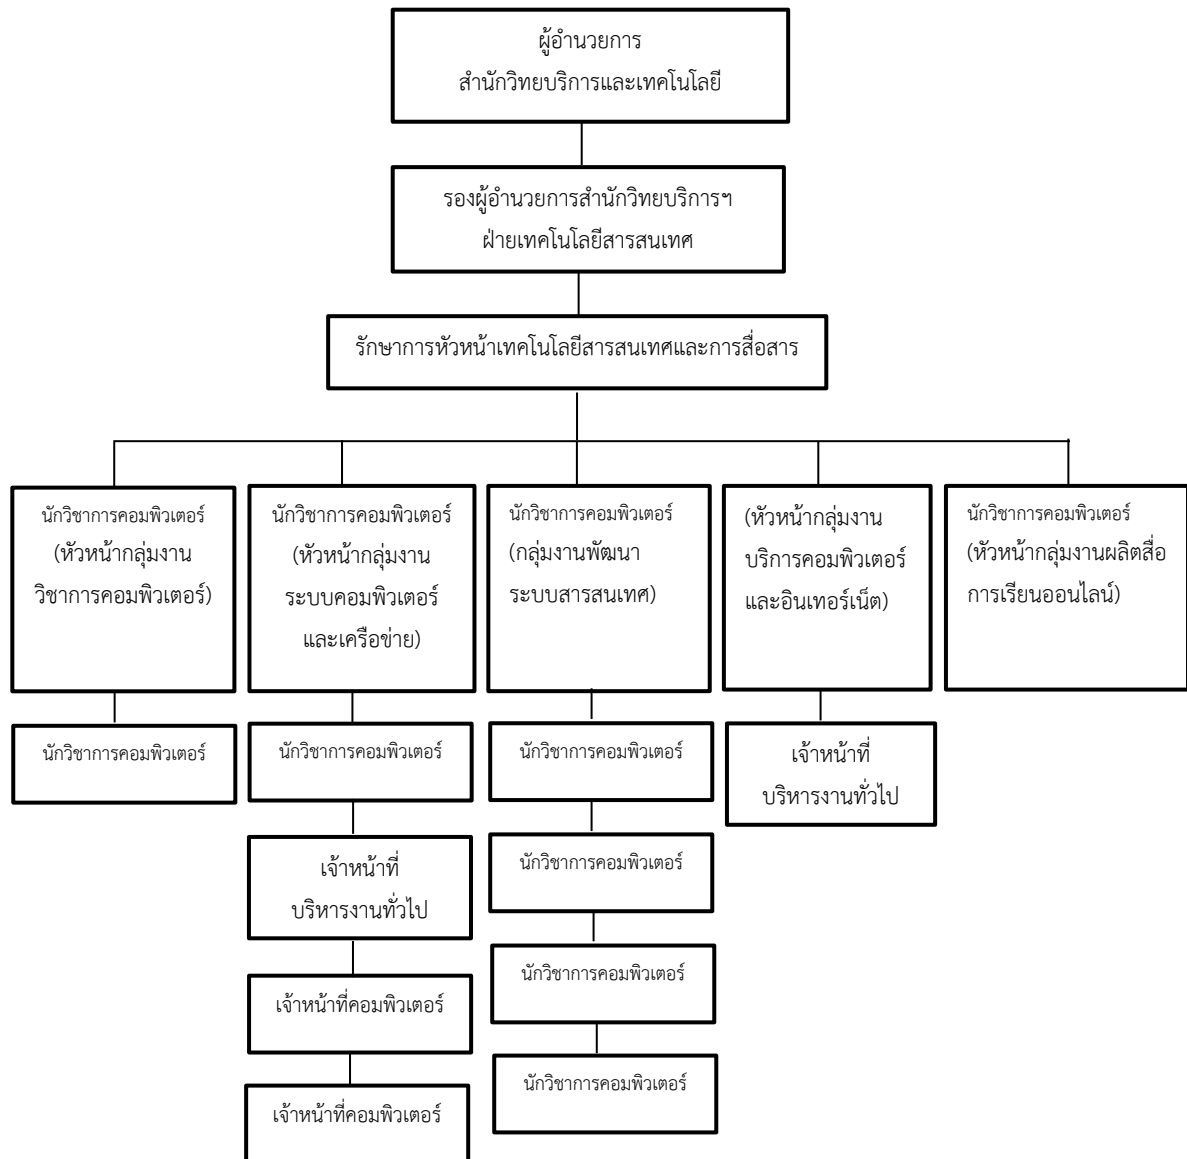 ผู้อำนวยการ
สำนักวิทยบริการและเทคโนโลยี
รองผู้อำนวยการสำนักวิทยบริการฯ
ฝ่ายเทคโนโลยีสารสนเทศ
รักษาการหัวหน้าเทคโนโลยีสารสนเทศและการสื่อสาร
นักวิชาการคอมพิวเตอร์
(หัวหน้ากลุ่มงาน
วิชาการคอมพิวเตอร์)
นักวิชาการคอมพิวเตอร์
(หัวหน้ากลุ่มงาน
ระบบคอมพิวเตอร์
และเครือข่าย)
นักวิชาการคอมพิวเตอร์
(กลุ่มงานพัฒนา
ระบบสารสนเทศ)
(หัวหน้ากลุ่มงาน
บริการคอมพิวเตอร์
และอินเทอร์เน็ต)
นักวิชาการคอมพิวเตอร์
(หัวหน้ากลุ่มงานผลิตสื่อ
การเรียนออนไลน์)
นักวิชาการคอมพิวเตอร์
นักวิชาการคอมพิวเตอร์
นักวิชาการคอมพิวเตอร์
เจ้าหน้าที่
บริหารงานทั่วไป
เจ้าหน้าที่
บริหารงานทั่วไป
นักวิชาการคอมพิวเตอร์
เจ้าหน้าที่คอมพิวเตอร์
นักวิชาการคอมพิวเตอร์
เจ้าหน้าที่คอมพิวเตอร์
นักวิชาการคอมพิวเตอร์